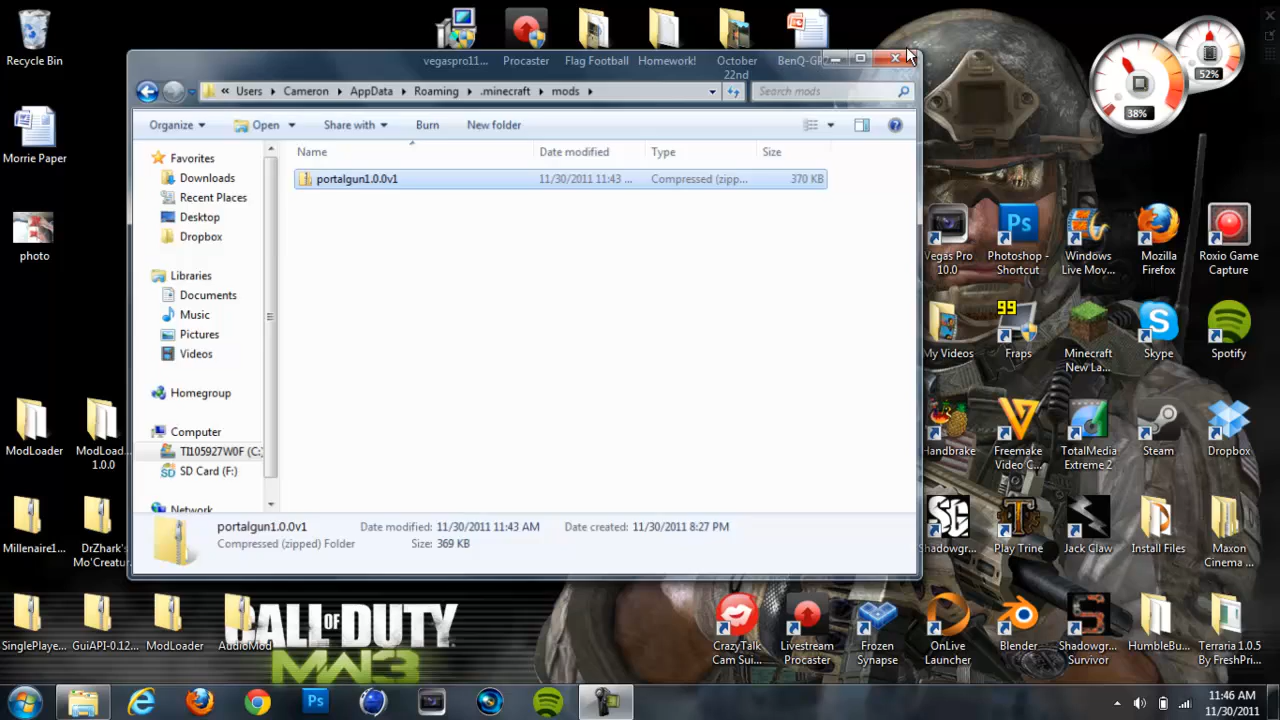 Recycle Bin
Morrie Paper
photo
ModLoader
ModLoad...
1.0.0
Millenaire1...
DrZhark's
Mo'Creatur
SinglePlaye...
GuiAPI-0.12...
ModLoader
AudioMod
vegaspro11...
Procaster
Flag Football
Homework!
October
22nd
Users
Cameron
AppData
Roaming
.minecraft
mods
Search mods
Organize
Open
Share with
Burn
New folder
Name
Date modified
Type
Size
portalgun1.0.0v1
11/30/2011 11:43 ...
Compressed (zipp...
370 KB
Favorites
Downloads
Recent Places
Desktop
Dropbox
Libraries
Documents
Music
Pictures
Videos
Homegroup
Computer
TI105927W0F (C:
SD Card (F:)
Network
portalgun1.0.0v1
Date modified: 11/30/2011 11:43 AM
Date created: 11/30/2011 8:27 PM
Compressed (zipped) Folder
Size: 369 KB
38%
52%
Vegas Pro
10.0
Photoshop -
Shortcut
Windows
Live Mov...
Mozilla
Firefox
Roxio Game
Capture
99
My Videos
Fraps
Minecraft
New La...
Skype
Spotify
Handbrake
Freemake
Video C...
TotalMedia
Extreme 2
Steam
Dropbox
Shadowgr...
Play Trine
Jack Claw
Install Files
Maxon
Cinema ...
CrazyTalk
Cam Sui...
Livestream
Procaster
Frozen
Synapse
OnLive
Launcher
Blender
Shadowgr...
Survivor
HumbleBu...
Terraria 1.0.5
By FreshPri...
CALL OF DUTY
MW3
11:46 AM
11/30/2011